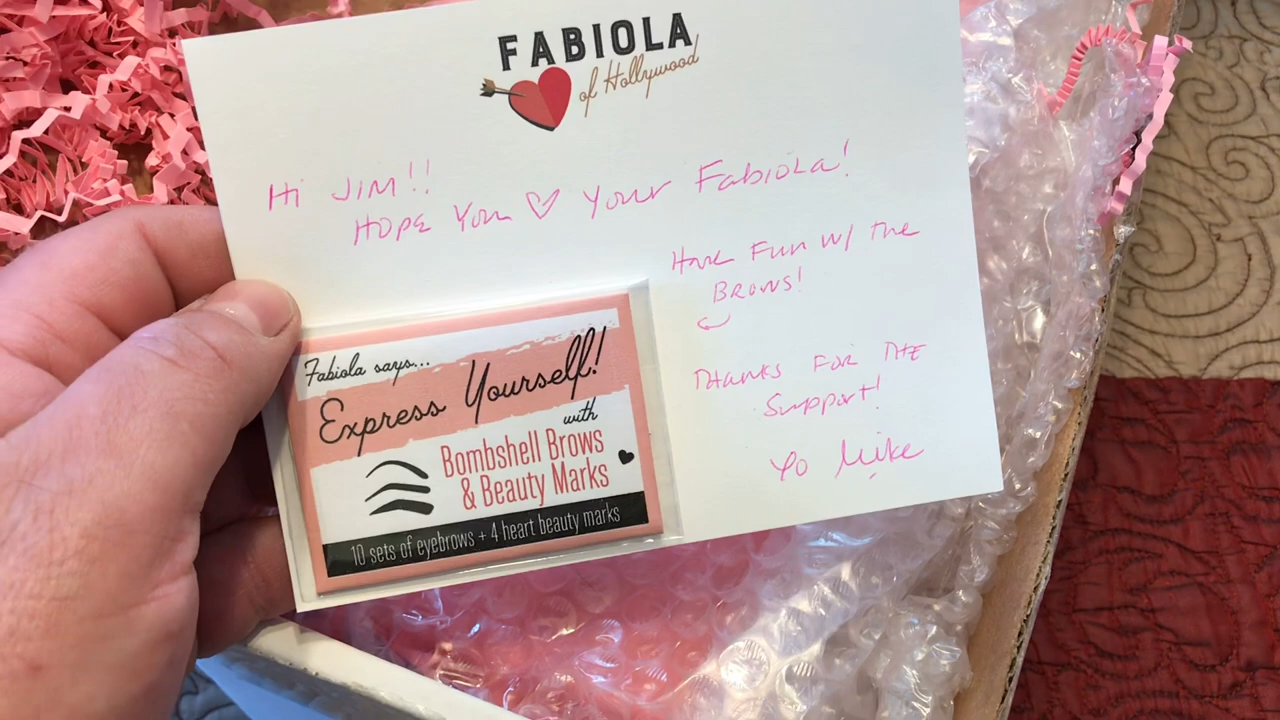 FABIOLA
of Hollywood
Hi JIM!!
HOPE YOU ♡ YOUR FABIOLA!
HAVE FUN W/ THE
BROWS!
THANKS FOR THE
SUPPORT!
Yo Mike
Fabiola says...
Express Yourself!
with
Bombshell Brows
& Beauty Marks
10 sets of eyebrows + 4 heart beauty marks